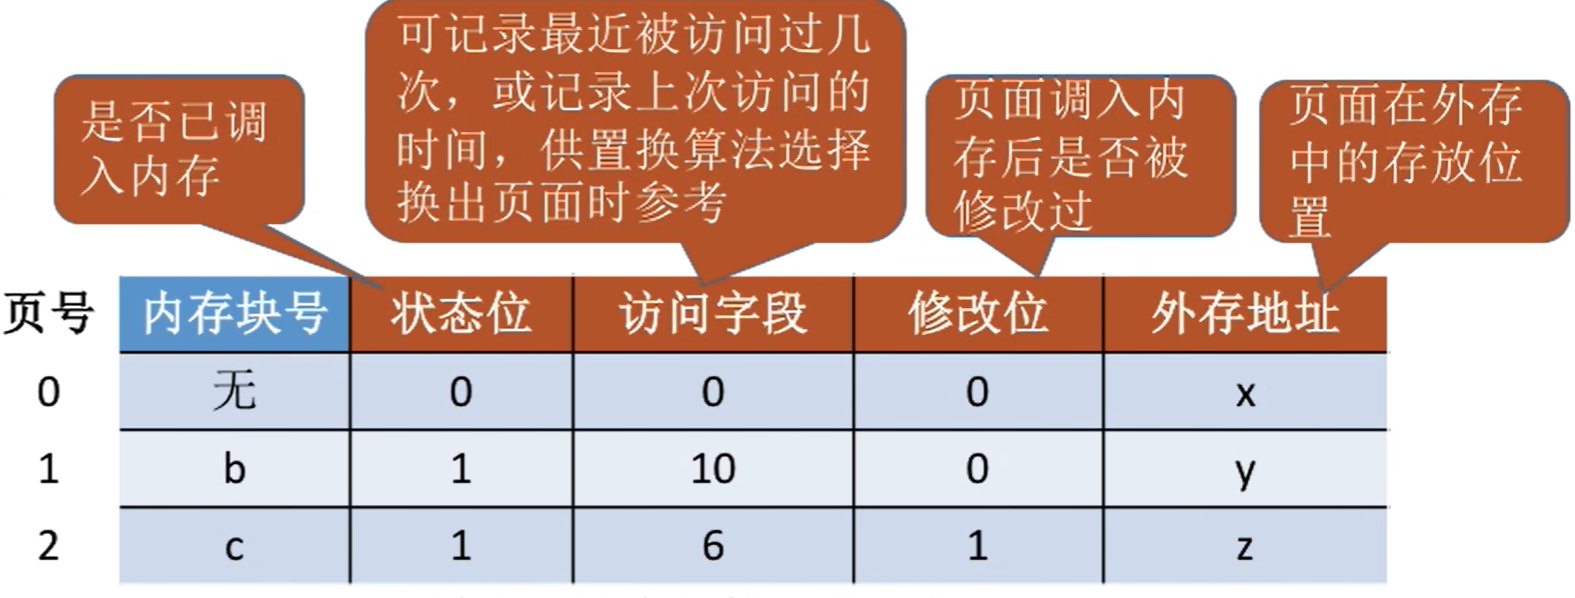 是否已调
入内存
可记录最近被访问过几
次，或记录上次访问的
时间，供置换算法选择
换出页面时参考
页面调入内
存后是否被
修改过
页面在外存
中的存放位
置
页号 内存块号 状态位 访问字段 修改位 外存地址
0 无 0 0 0 x
1 b 1 10 0 y
2 c 1 6 1 z